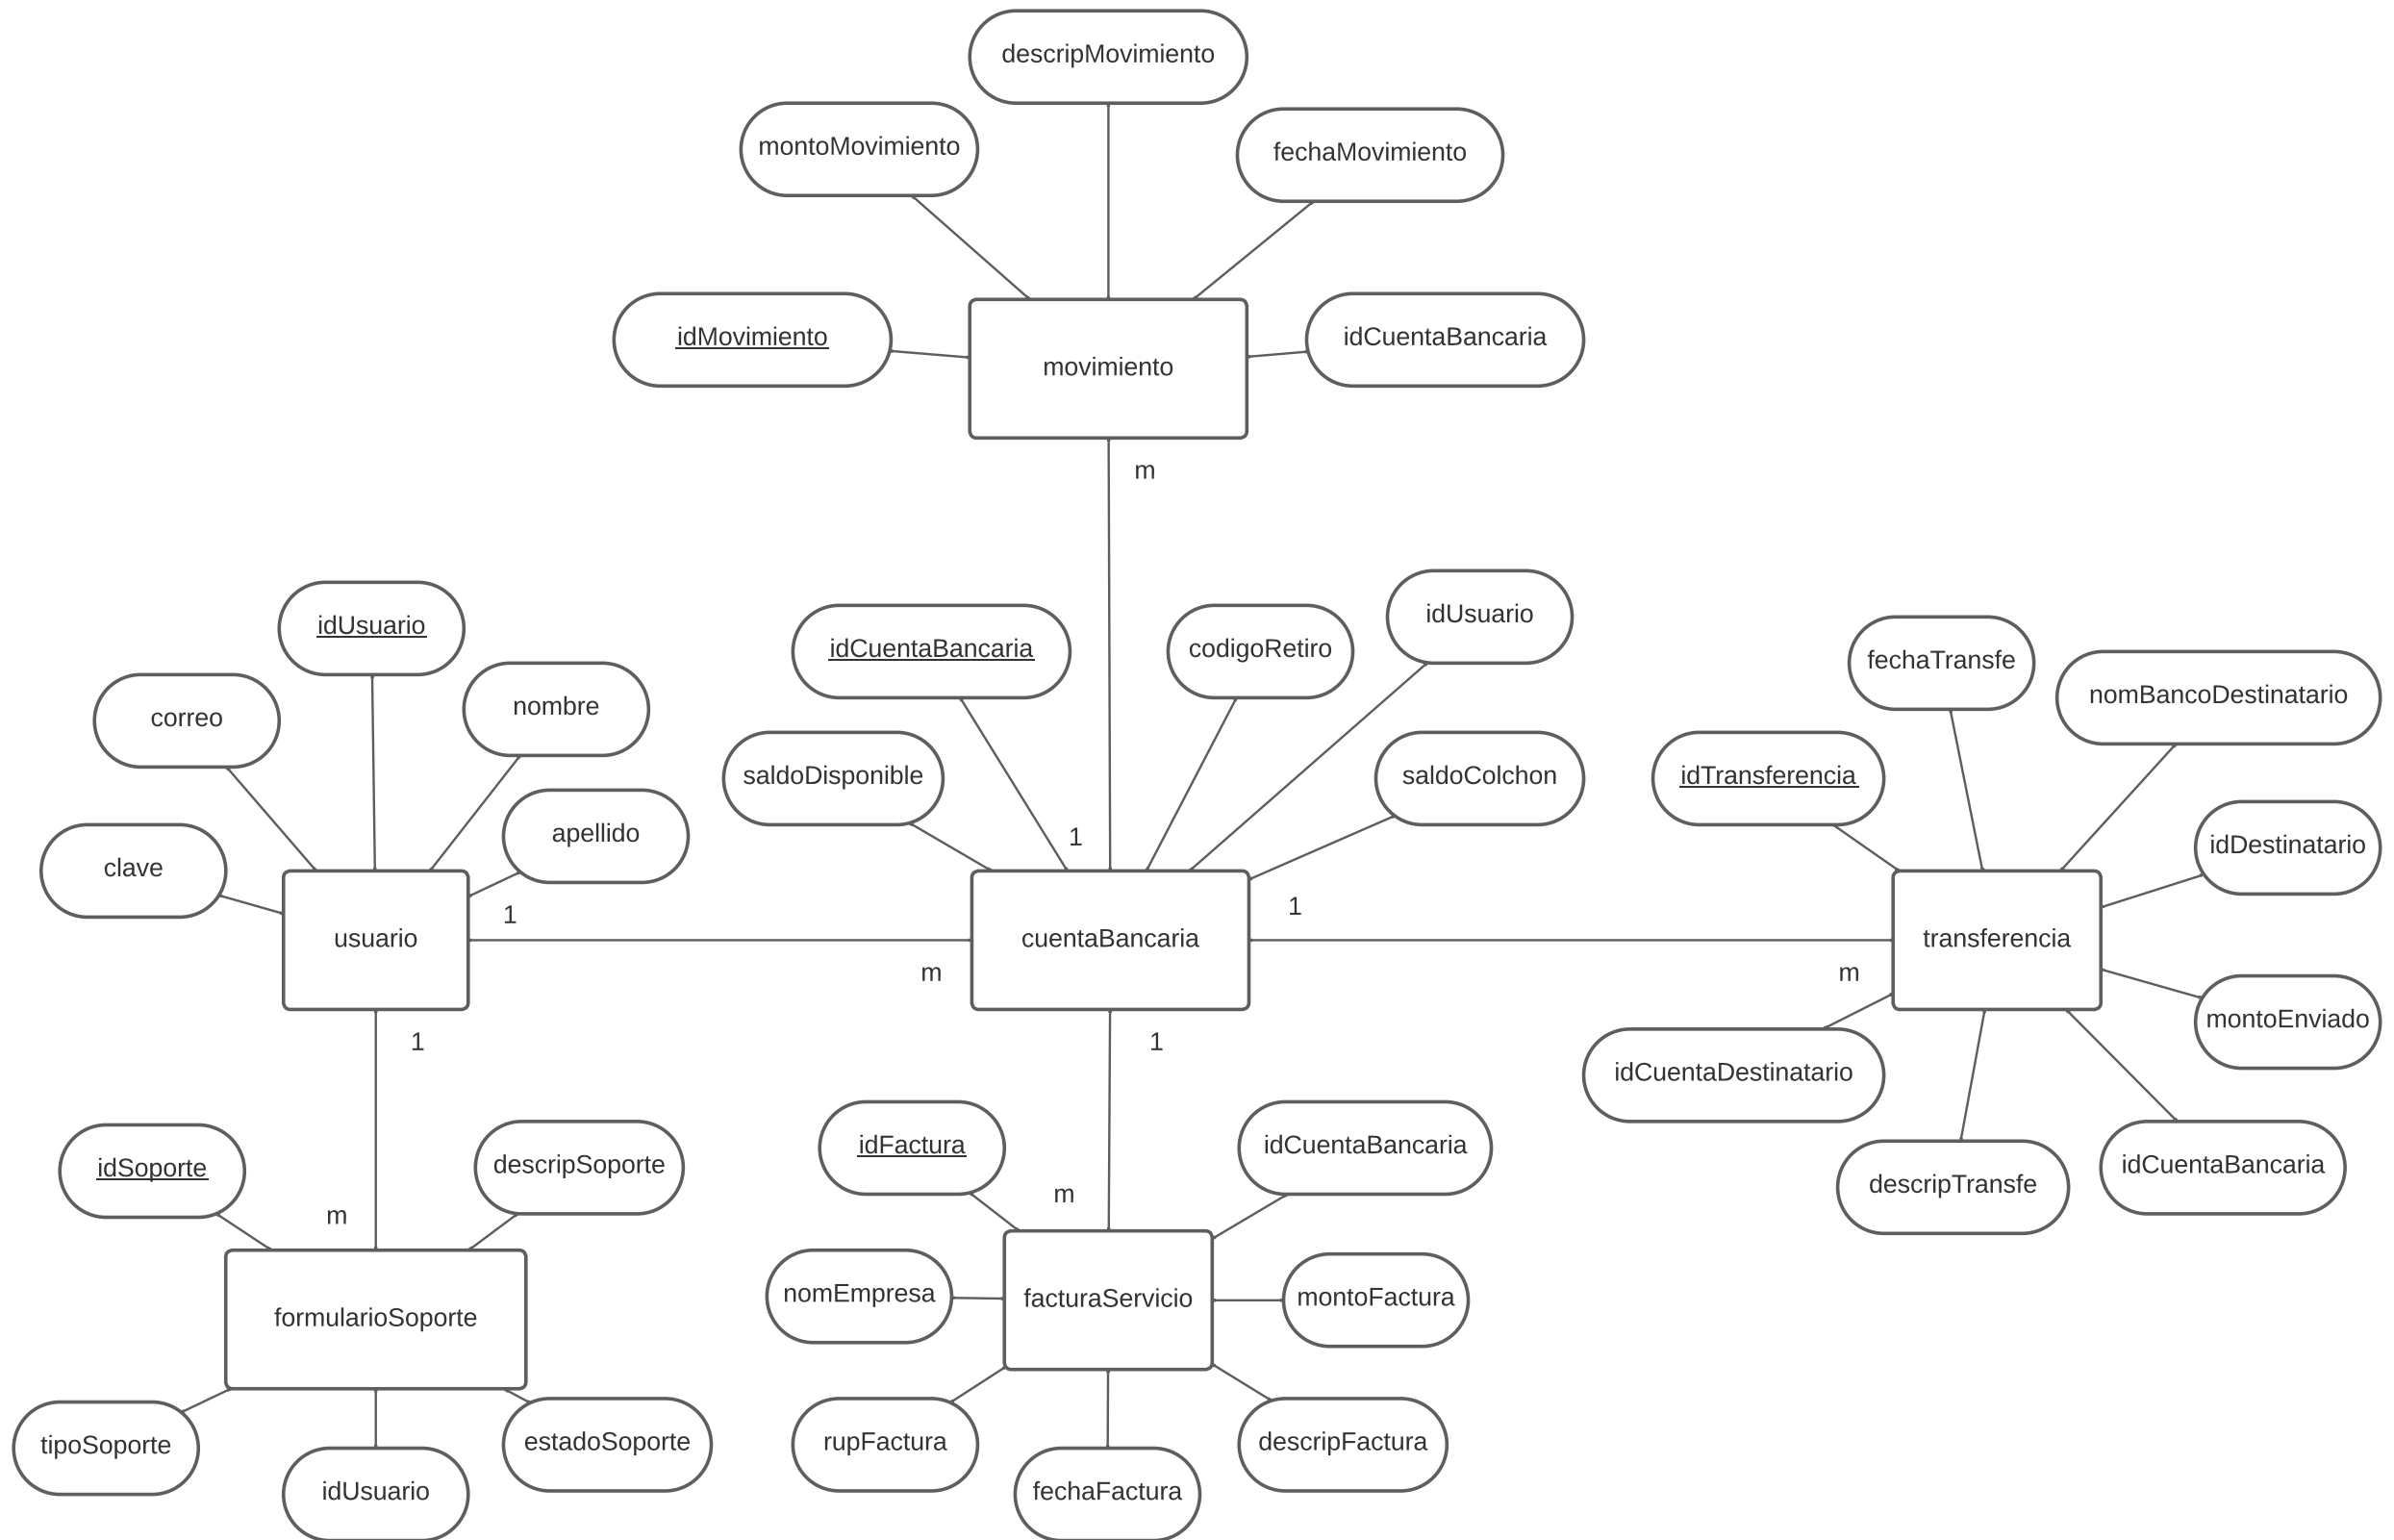 descripMovimiento
montoMovimiento
fechaMovimiento
idMovimiento
movimiento
idCuentaBancaria
m
idUsuario
idCuentaBancaria
codigoRetiro
idUsuario
fechaTransfe
nomBancoDestinatario
correo
nombre
saldoDisponible
saldoColchon
idTransferencia
idDestinatario
clave
apellido
1
1
1
usuario
cuentaBancaria
transferencia
m
m
1
1
montoEnviado
idCuentaDestinatario
idSoporte
descripSoporte
idFactura
idCuentaBancaria
descripTransfe
idCuentaBancaria
m
m
nomEmpresa
facturaServicio
montoFactura
formularioSoporte
tipoSoporte
estadoSoporte
rupFactura
descripFactura
idUsuario
fechaFactura